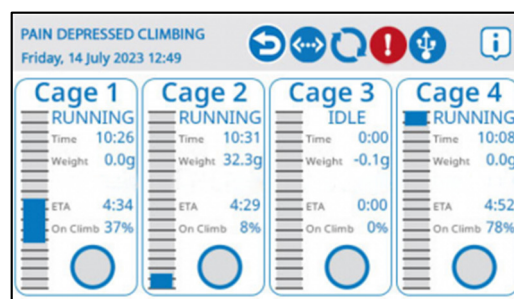 PAIN DEPRESSED CLIMBING
Friday, 14 July 2023 12:49
Cage 1
RUNNING
Time 10:26
Weight 0.0g
ETA 4:34
On Climb 37%
Cage 2
RUNNING
Time 10:31
Weight 32.3g
ETA 4:29
On Climb 8%
Cage 3
IDLE
Time 0:00
Weight -0.1g
ETA 0:00
On Climb 0%
Cage 4
RUNNING
Time 10:08
Weight 0.0g
ETA 4:52
On Climb 78%